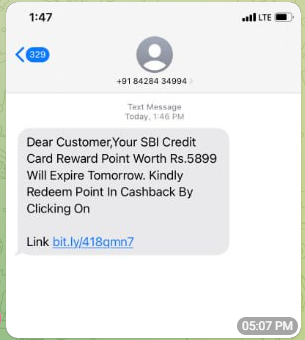 1:47
LTE
329
+91 84284 34994
Text Message
Today, 1:46 PM
Dear Customer,Your SBI Credit
Card Reward Point Worth Rs.5899
Will Expire Tomorrow. Kindly
Redeem Point In Cashback By
Clicking On
Link bit.ly/418qmn7
05:07 PM